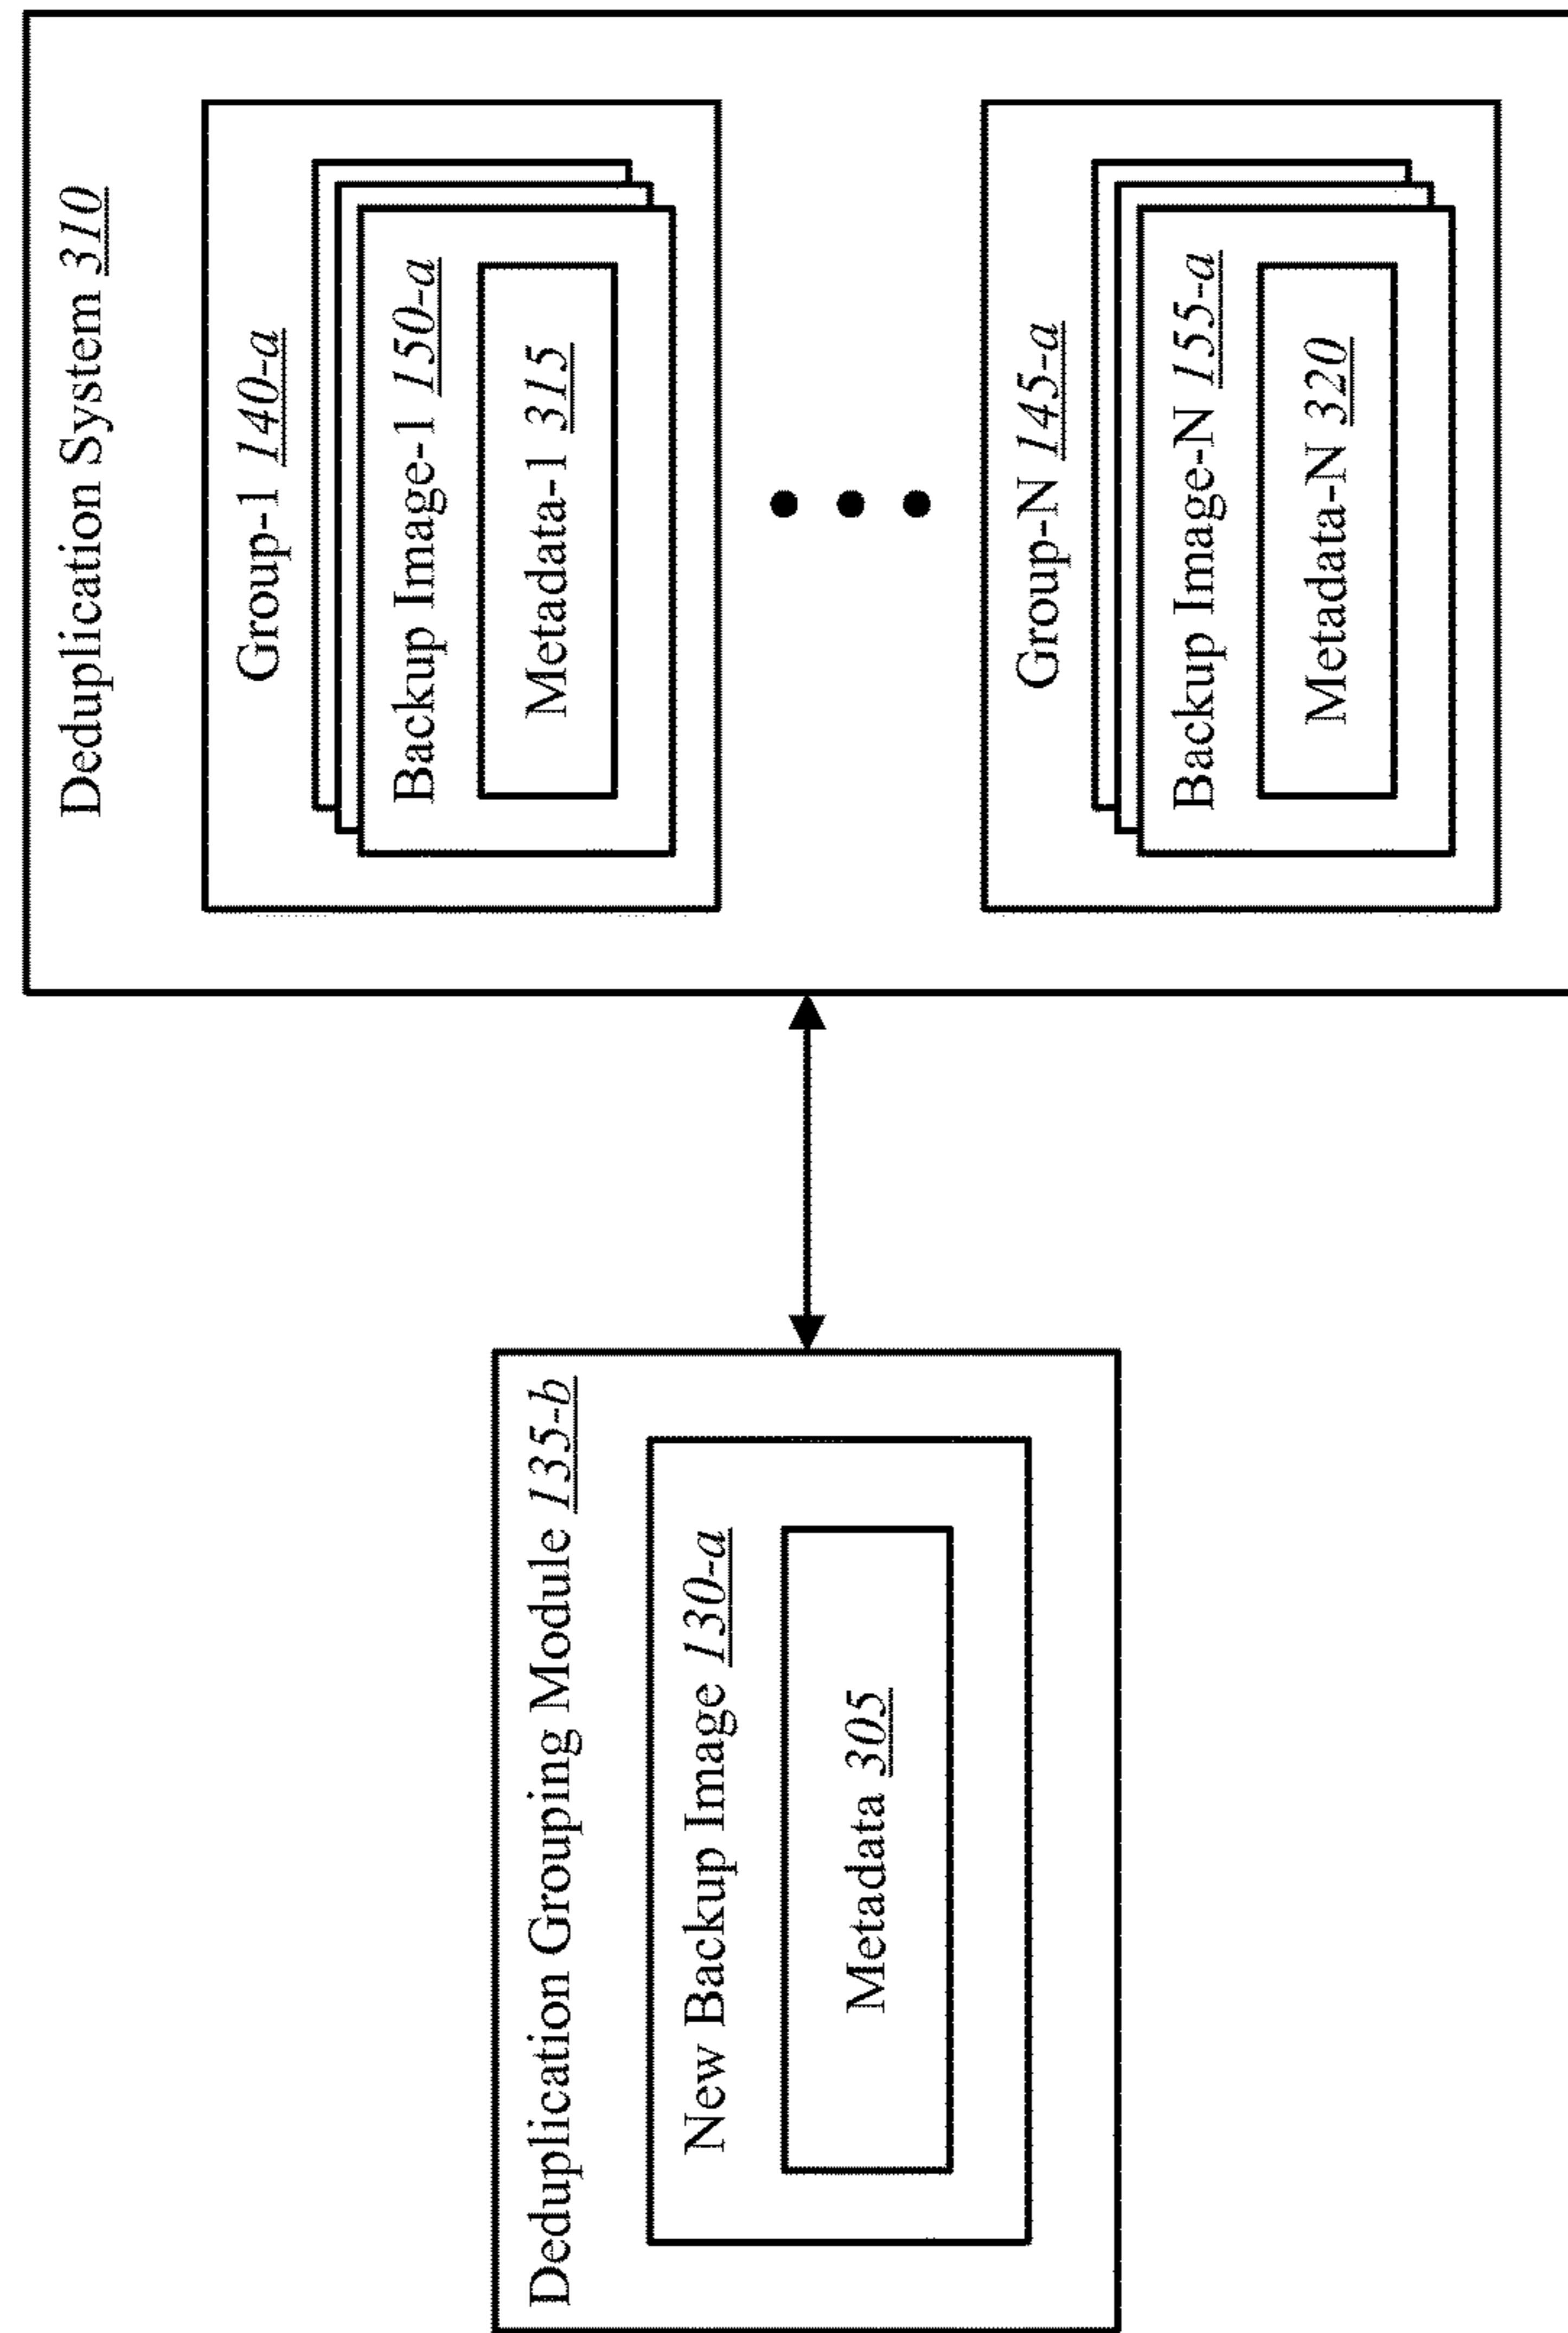 Deduplication Grouping Module 135-b
New Backup Image 130-a
Metadata 305
Deduplication System 310
Group-1 140-a
Backup Image-1 150-a
Metadata-1 315
Group-N 145-a
Backup Image-N 155-a
Metadata-N 320